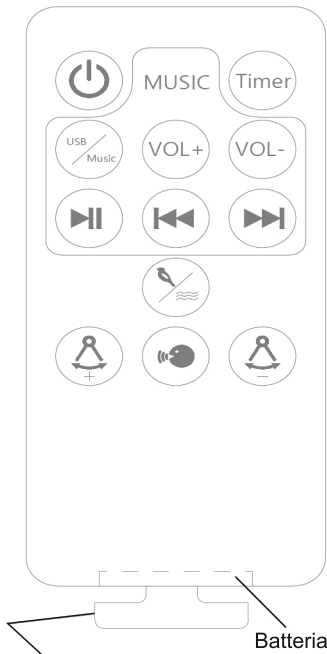 MUSIC
Timer
USB
Music
VOL+
VOL-
+
−
Batteria